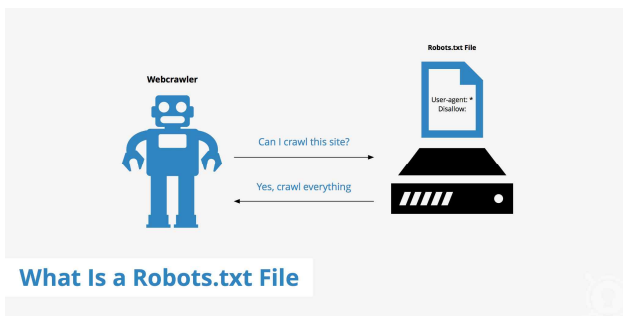 Robots.txt File
Webcrawler
User-agent: *
Disallow:
Can I crawl this site?
Yes, crawl everything
What Is a Robots.txt File